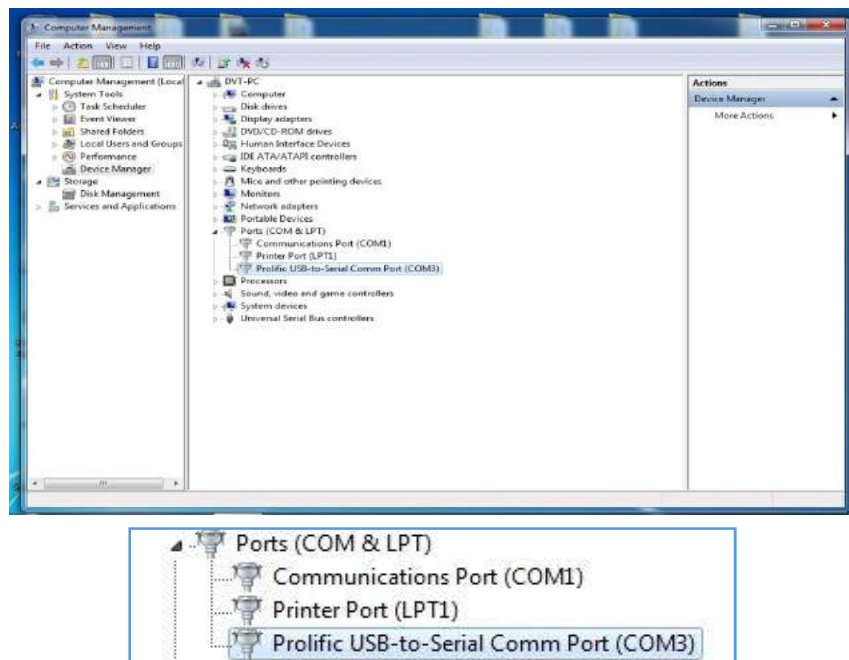 Computer Management
File Action View Help
Computer Management (Local
System Tools
Task Scheduler
Event Viewer
Shared Folders
Local Users and Groups
Performance
Device Manager
Storage
Disk Management
Services and Applications
DVT-PC
Computer
Disk drives
Display adapters
DVD/CD-ROM drives
Human Interface Devices
IDE ATA/ATAPI controllers
Keyboards
Mice and other pointing devices
Monitors
Network adapters
Portable Devices
Ports (COM & LPT)
Communications Port (COM1)
Printer Port (LPT1)
Prolific USB-to-Serial Comm Port (COM3)
Processors
Sound, video and game controllers
System devices
Universal Serial Bus controllers
Actions
Device Manager
More Actions
Ports (COM & LPT)
Communications Port (COM1)
Printer Port (LPT1)
Prolific USB-to-Serial Comm Port (COM3)